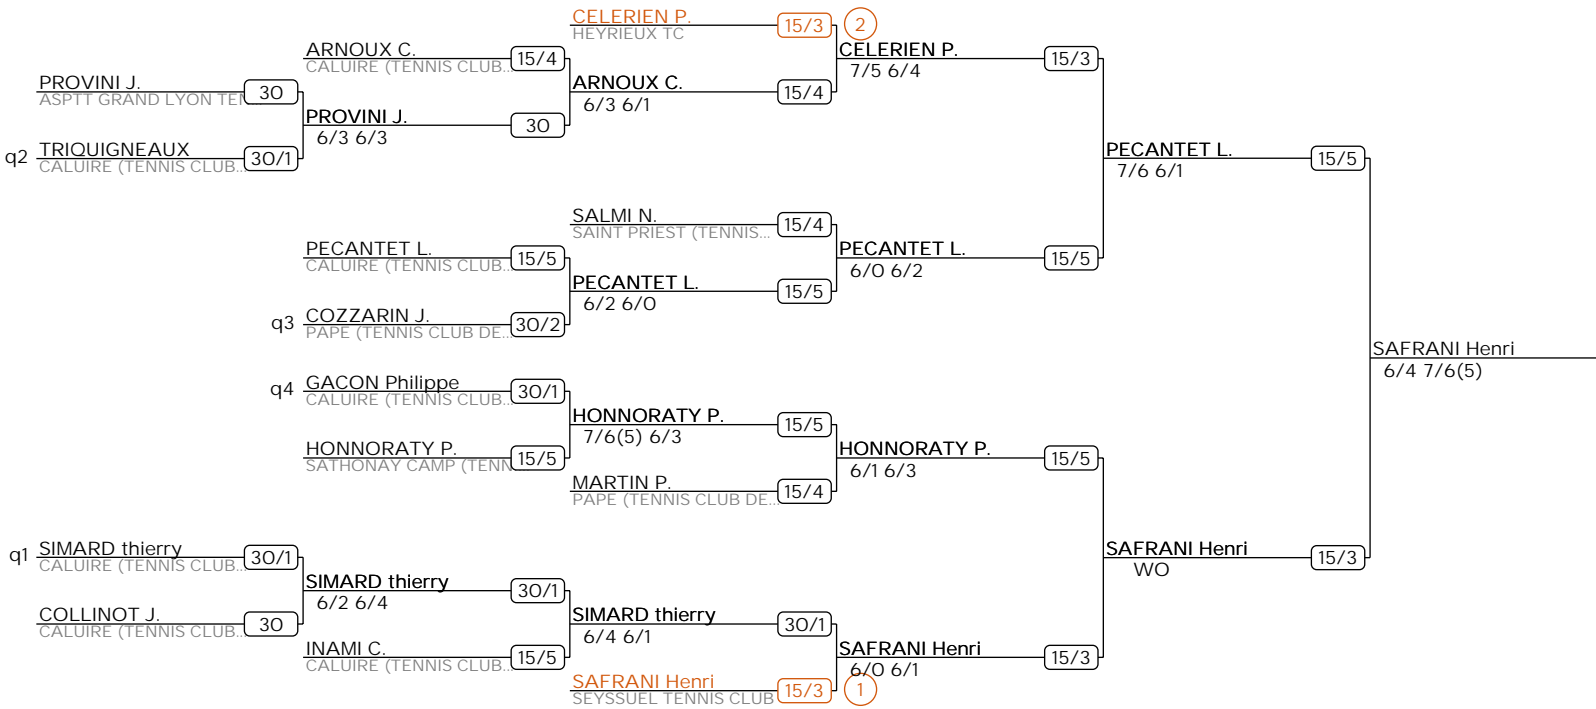 CELERIEN P. 15/3 2
HEYRIEUX TC
ARNOUX C. 15/4
CALUIRE (TENNIS CLUB...
CELERIEN P. 15/3
7/5 6/4
PROVINI J. 30
ASPTT GRAND LYON TEN...
ARNOUX C. 15/4
6/3 6/1
PROVINI J. 30
6/3 6/3
q2 TRIQUIGNEAUX 30/1
CALUIRE (TENNIS CLUB...
PECANTET L. 15/5
7/6 6/1
SALMI N. 15/4
SAINT PRIEST (TENNIS...
PECANTET L. 15/5
CALUIRE (TENNIS CLUB...
PECANTET L. 15/5
6/0 6/2
PECANTET L. 15/5
6/2 6/0
q3 COZZARIN J. 30/2
PAPE (TENNIS CLUB DE...
SAFRANI Henri
6/4 7/6(5)
q4 GACON Philippe 30/1
CALUIRE (TENNIS CLUB...
HONNORATY P. 15/5
7/6(5) 6/3
HONNORATY P. 15/5
SATHONAY CAMP (TENN...
HONNORATY P. 15/5
6/1 6/3
MARTIN P. 15/4
PAPE (TENNIS CLUB DE...
q1 SIMARD thierry 30/1
CALUIRE (TENNIS CLUB...
SAFRANI Henri 15/3
WO
SIMARD thierry 30/1
6/2 6/4
COLLINOT J. 30
CALUIRE (TENNIS CLUB...
SIMARD thierry 30/1
6/4 6/1
INAMI C. 15/5
CALUIRE (TENNIS CLUB...
SAFRANI Henri 15/3
6/0 6/1
SAFRANI Henri 15/3 1
SEYSSUEL TENNIS CLUB